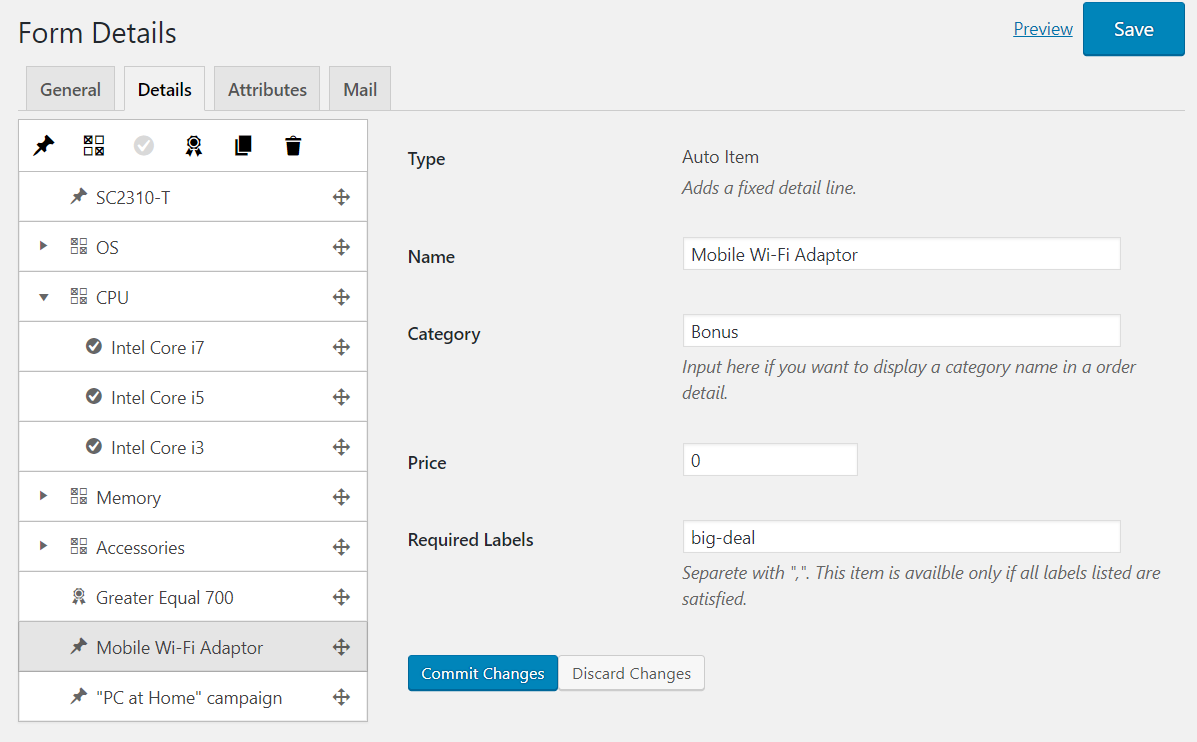 Form Details
Preview
Save
General
Details
Attributes
Mail
SC2310-T
OS
CPU
Intel Core i7
Intel Core i5
Intel Core i3
Memory
Accessories
Greater Equal 700
Mobile Wi-Fi Adaptor
"PC at Home" campaign
Type
Auto Item
Adds a fixed detail line.
Name
Mobile Wi-Fi Adaptor
Category
Bonus
Input here if you want to display a category name in a order
detail.
Price
0
Required Labels
big-deal
Separete with ",". This item is availble only if all labels listed are
satisfied.
Commit Changes
Discard Changes